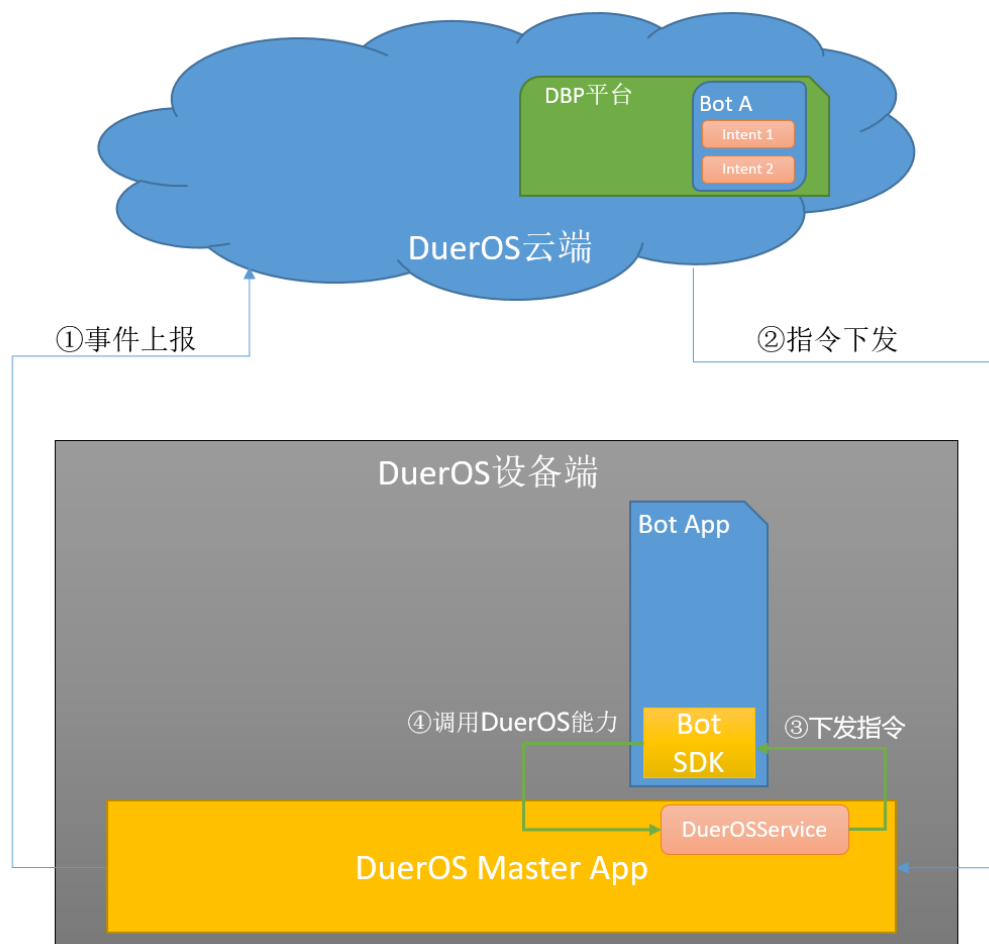 DBP平台
Bot A
Intent 1
Intent 2
DuerOS云端
①事件上报
②指令下发
DuerOS设备端
Bot App
④调用DuerOS能力
Bot
SDK
③下发指令
DuerOSService
DuerOS Master App